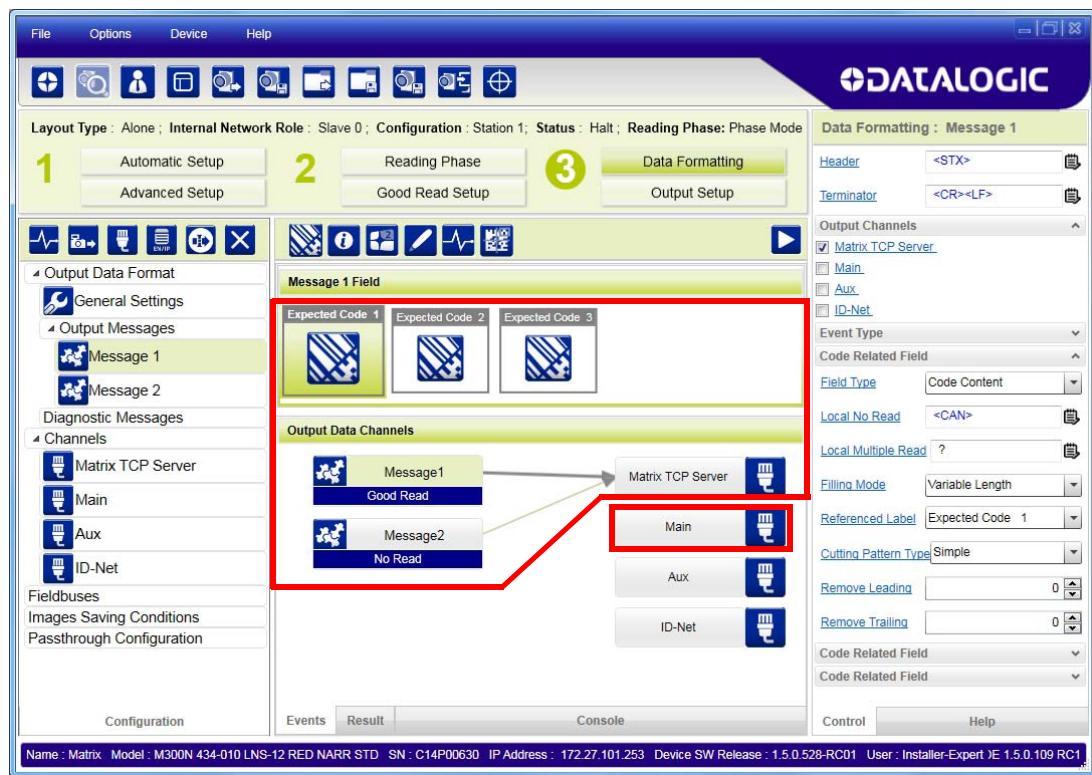 File Options Device Help
DATALOGIC
Layout Type : Alone ; Internal Network Role : Slave 0 ; Configuration : Station 1; Status : Halt ; Reading Phase: Phase Mode
1 Automatic Setup 2 Reading Phase 3 Data Formatting
Advanced Setup Good Read Setup Output Setup
EN/IP
Output Data Format
General Settings
Output Messages
Message 1
Message 2
Diagnostic Messages
Channels
Matrix TCP Server
Main
Aux
ID-Net
Fieldbuses
Images Saving Conditions
Passthrough Configuration
Configuration
Message 1 Field
Expected Code 1 Expected Code 2 Expected Code 3
Output Data Channels
Message1
Good Read
Message2
No Read
Matrix TCP Server
Main
Aux
ID-Net
Events Result Console
Data Formatting : Message 1
Header <STX>
Terminator <CR><LF>
Output Channels
Matrix TCP Server
Main
Aux
ID-Net
Event Type
Code Related Field
Field Type Code Content
Local No Read <CAN>
Local Multiple Read ?
Filling Mode Variable Length
Referenced Label Expected Code 1
Cutting Pattern Type Simple
Remove Leading 0
Remove Trailing 0
Code Related Field
Code Related Field
Control Help
Name : Matrix Model : M300N 434-010 LNS-12 RED NARR STD SN : C14P00630 IP Address : 172.27.101.253 Device SW Release : 1.5.0.528-RC01 User : Installer-Expert )E 1.5.0.109 RC1